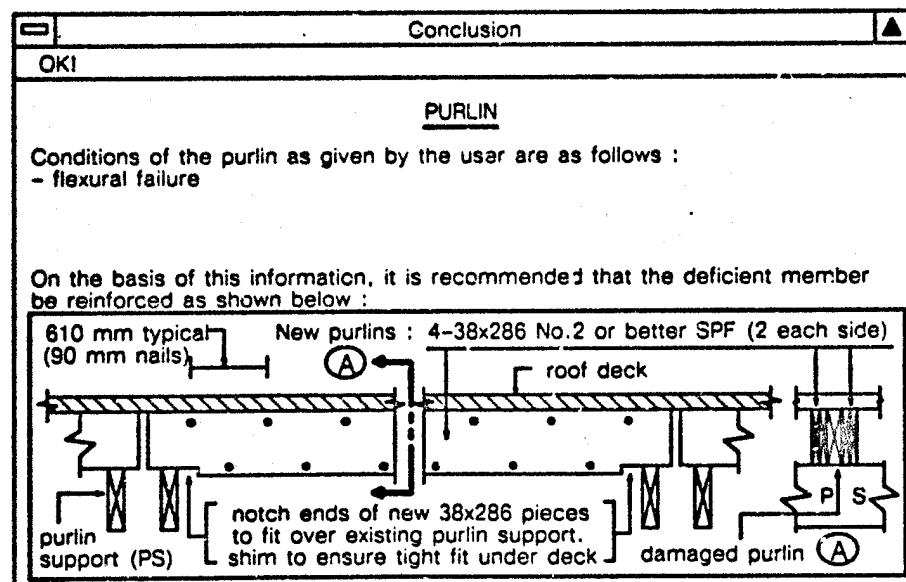 Conclusion
OK!
PURLIN
Conditions of the purlin as given by the user are as follows :
- flexural failure
On the basis of this information, it is recommended that the deficient member
be reinforced as shown below :
610 mm typical
(90 mm nails)
New purlins : 4-38x286 No.2 or better SPF (2 each side)
A
roof deck
notch ends of new 38x286 pieces
to fit over existing purlin support.
shim to ensure tight fit under deck
purlin
support (PS)
P S
damaged purlin
A